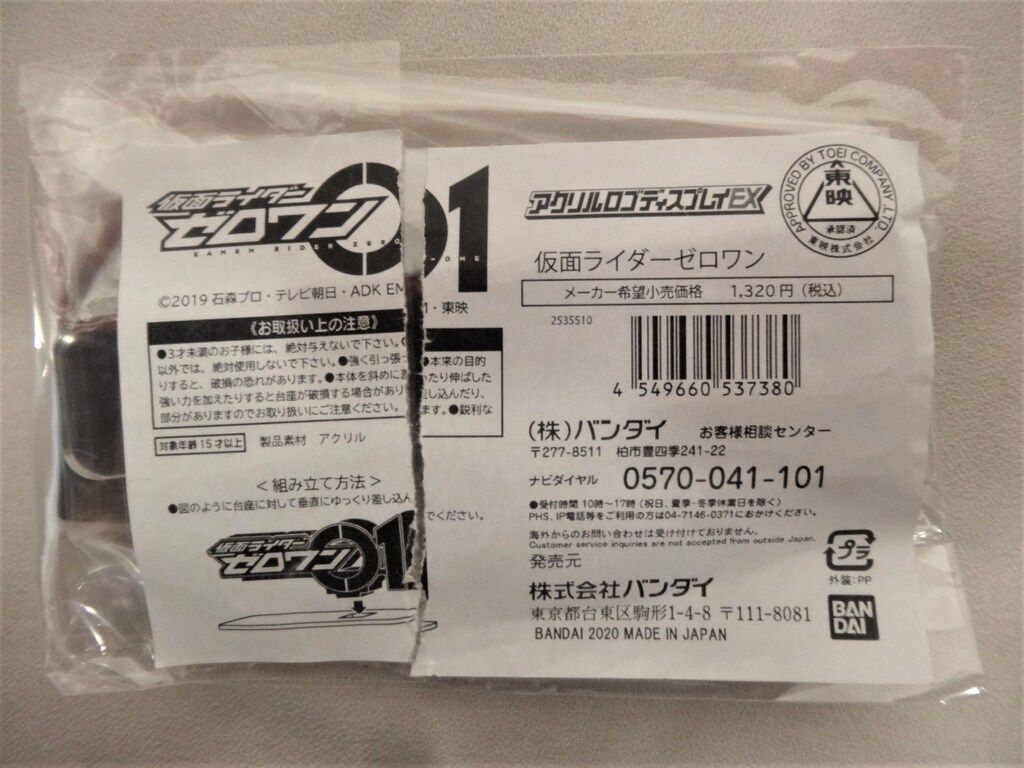 仮面ライダー
ゼロワン 01
KAMEN RIDER ZERO-ONE
©2019 石森プロ・テレビ朝日・ADK EM
・東映
《お取扱い上の注意》
●3才未満のお子様には、絶対与えないで下さい。
●本来の目的
以外では、絶対使用しないで下さい。●強く引っ張っ
たり伸ばした
りすると、破損の恐れがあります。●本体を斜めに差
し込んだり、
強い力を加えたりすると台座が破損する場合があり
ます。●鋭利な
部分がありますのでお取り扱いにご注意ください。
対象年齢 15才以上 製品素材 アクリル
<組み立て方法>
●図のように台座に対して垂直にゆっくり差し込ん
でください。
仮面ライダー
ゼロワン 01
アクリルロゴディスプレイEX
APPROVED BY TOEI COMPANY.,LTD.
東映
承認済
東映株式会社
仮面ライダーゼロワン
メーカー希望小売価格 1,320円(税込)
2535510
4 549660 537380
(株)バンダイ お客様相談センター
〒277-8511 柏市豊四季241-22
ナビダイヤル 0570-041-101
●受付時間 10時〜17時 (祝日、夏季・冬季休業日を除く)
PHS、IP電話等をご利用の方は04-7146-0371におかけください。
海外からのお問い合わせは受け付けておりません。
Customer service inquiries are not accepted from outside Japan.
発売元
株式会社バンダイ
東京都台東区駒形1-4-8 〒111-8081
BANDAI 2020 MADE IN JAPAN
プラ
外装:PP
BAN
DAI